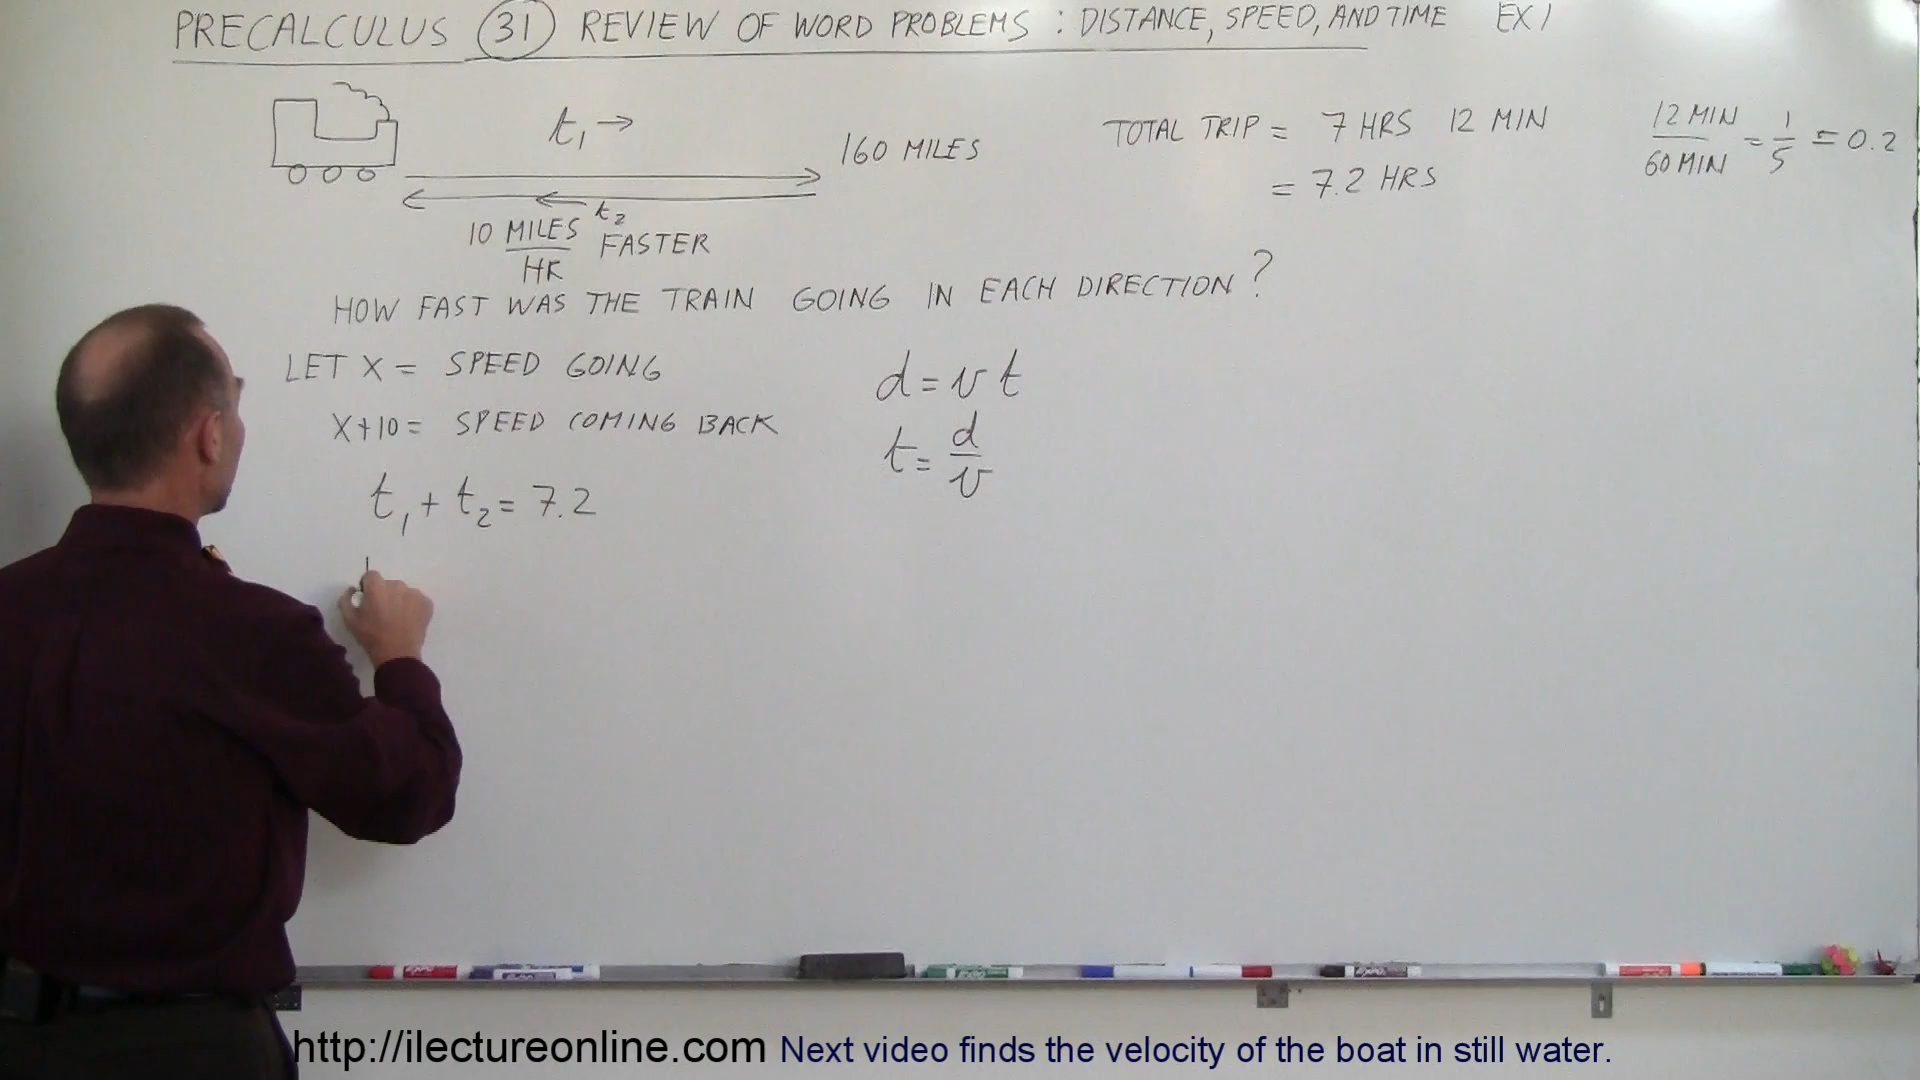 PRECALCULUS 31 REVIEW OF WORD PROBLEMS : DISTANCE, SPEED, AND TIME EX 1
t₁ →
160 MILES
t₂
10 MILES/HR FASTER
TOTAL TRIP = 7 HRS 12 MIN
= 7.2 HRS
12 MIN/60 MIN = 1/5 = 0.2
HOW FAST WAS THE TRAIN GOING IN EACH DIRECTION ?
LET X = SPEED GOING
X+10 = SPEED COMING BACK
t₁ + t₂ = 7.2
d = v t
t = d/v
http://ilectureonline.com Next video finds the velocity of the boat in still water.